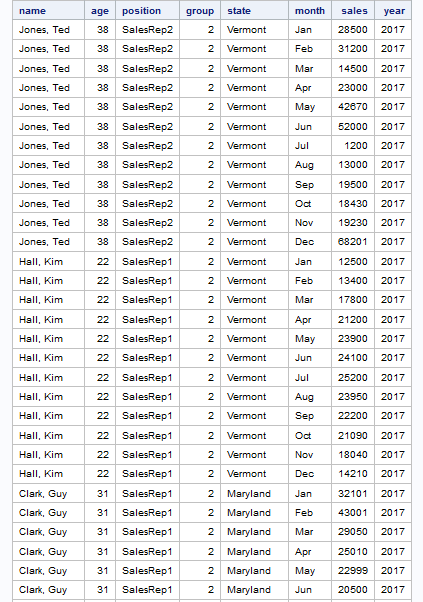 name age position group state month sales year
Jones, Ted 38 SalesRep2 2 Vermont Jan 28500 2017
Jones, Ted 38 SalesRep2 2 Vermont Feb 31200 2017
Jones, Ted 38 SalesRep2 2 Vermont Mar 14500 2017
Jones, Ted 38 SalesRep2 2 Vermont Apr 23000 2017
Jones, Ted 38 SalesRep2 2 Vermont May 42670 2017
Jones, Ted 38 SalesRep2 2 Vermont Jun 52000 2017
Jones, Ted 38 SalesRep2 2 Vermont Jul 1200 2017
Jones, Ted 38 SalesRep2 2 Vermont Aug 13000 2017
Jones, Ted 38 SalesRep2 2 Vermont Sep 19500 2017
Jones, Ted 38 SalesRep2 2 Vermont Oct 18430 2017
Jones, Ted 38 SalesRep2 2 Vermont Nov 19230 2017
Jones, Ted 38 SalesRep2 2 Vermont Dec 68201 2017
Hall, Kim 22 SalesRep1 2 Vermont Jan 12500 2017
Hall, Kim 22 SalesRep1 2 Vermont Feb 13400 2017
Hall, Kim 22 SalesRep1 2 Vermont Mar 17800 2017
Hall, Kim 22 SalesRep1 2 Vermont Apr 21200 2017
Hall, Kim 22 SalesRep1 2 Vermont May 23900 2017
Hall, Kim 22 SalesRep1 2 Vermont Jun 24100 2017
Hall, Kim 22 SalesRep1 2 Vermont Jul 25200 2017
Hall, Kim 22 SalesRep1 2 Vermont Aug 23950 2017
Hall, Kim 22 SalesRep1 2 Vermont Sep 22200 2017
Hall, Kim 22 SalesRep1 2 Vermont Oct 21090 2017
Hall, Kim 22 SalesRep1 2 Vermont Nov 18040 2017
Hall, Kim 22 SalesRep1 2 Vermont Dec 14210 2017
Clark, Guy 31 SalesRep1 2 Maryland Jan 32101 2017
Clark, Guy 31 SalesRep1 2 Maryland Feb 43001 2017
Clark, Guy 31 SalesRep1 2 Maryland Mar 29050 2017
Clark, Guy 31 SalesRep1 2 Maryland Apr 25010 2017
Clark, Guy 31 SalesRep1 2 Maryland May 22999 2017
Clark, Guy 31 SalesRep1 2 Maryland Jun 20500 2017